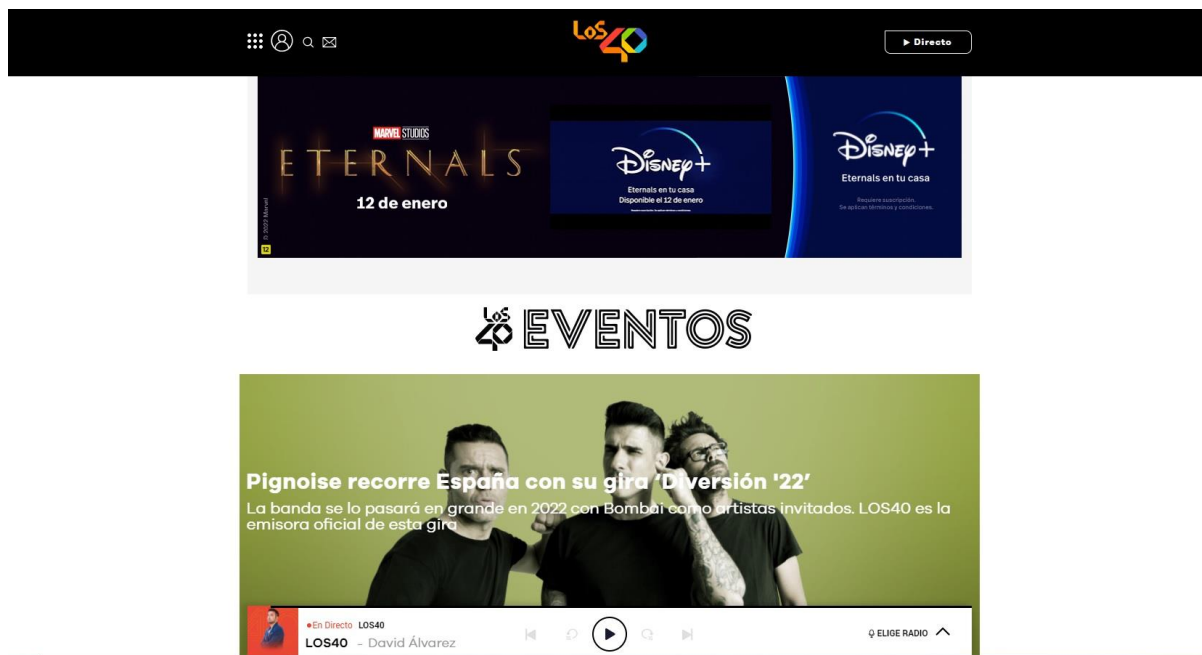 LOS40
Directo
MARVEL STUDIOS
ETERNALS
12 de enero
© 2022 Marvel
12
Disney+
Eternals en tu casa
Disponible el 12 de enero
Disney+
Eternals en tu casa
Requiere suscripción.
Se aplican términos y condiciones.
LOS40 EVENTOS
Pignoise recorre España con su gira ‘Diversión '22’
La banda se lo pasará en grande en 2022 con Bombai como artistas invitados. LOS40 es la
emisora oficial de esta gira
En Directo LOS40
LOS40 – David Álvarez
ELIGE RADIO